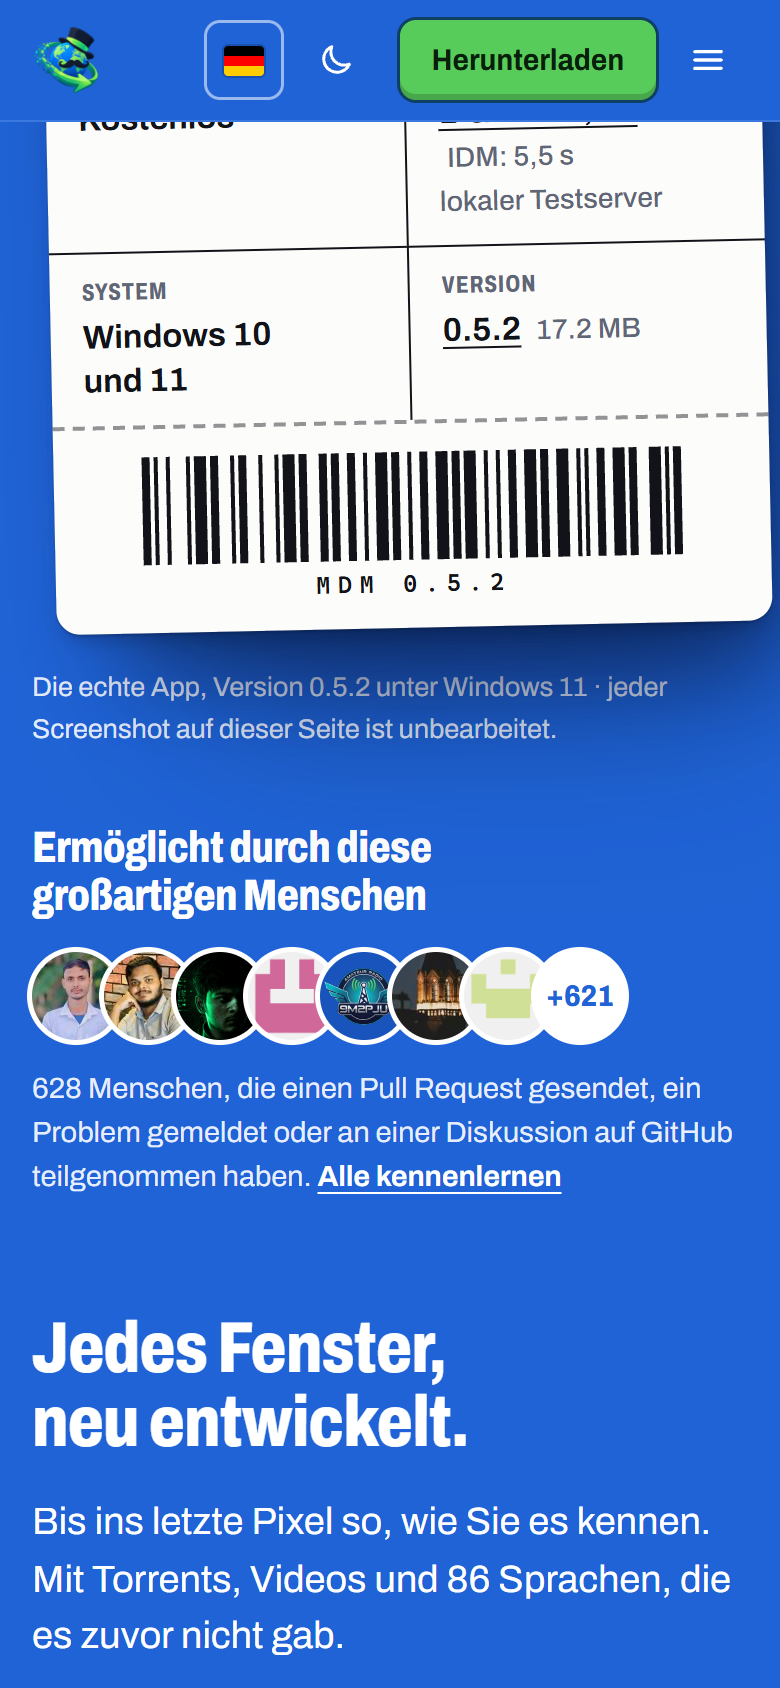 Herunterladen
Kostenlos
IDM: 5,5 s
lokaler Testserver
SYSTEM
Windows 10
und 11
VERSION
0.5.2 17.2 MB
MDM 0.5.2
Die echte App, Version 0.5.2 unter Windows 11 · jeder
Screenshot auf dieser Seite ist unbearbeitet.
Ermöglicht durch diese
großartigen Menschen
9M2PJU
+621
628 Menschen, die einen Pull Request gesendet, ein
Problem gemeldet oder an einer Diskussion auf GitHub
teilgenommen haben. Alle kennenlernen
Jedes Fenster,
neu entwickelt.
Bis ins letzte Pixel so, wie Sie es kennen.
Mit Torrents, Videos und 86 Sprachen, die
es zuvor nicht gab.